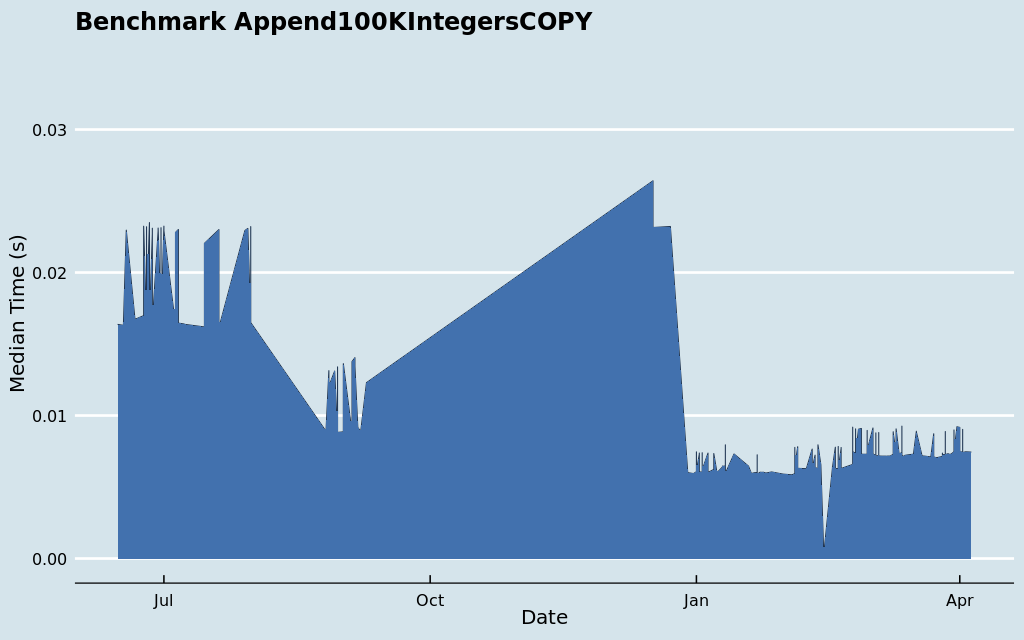 Benchmark Append100KIntegersCOPY
0.03
0.02
0.01
0.00
Median Time (s)
Jul
Oct
Jan
Apr
Date